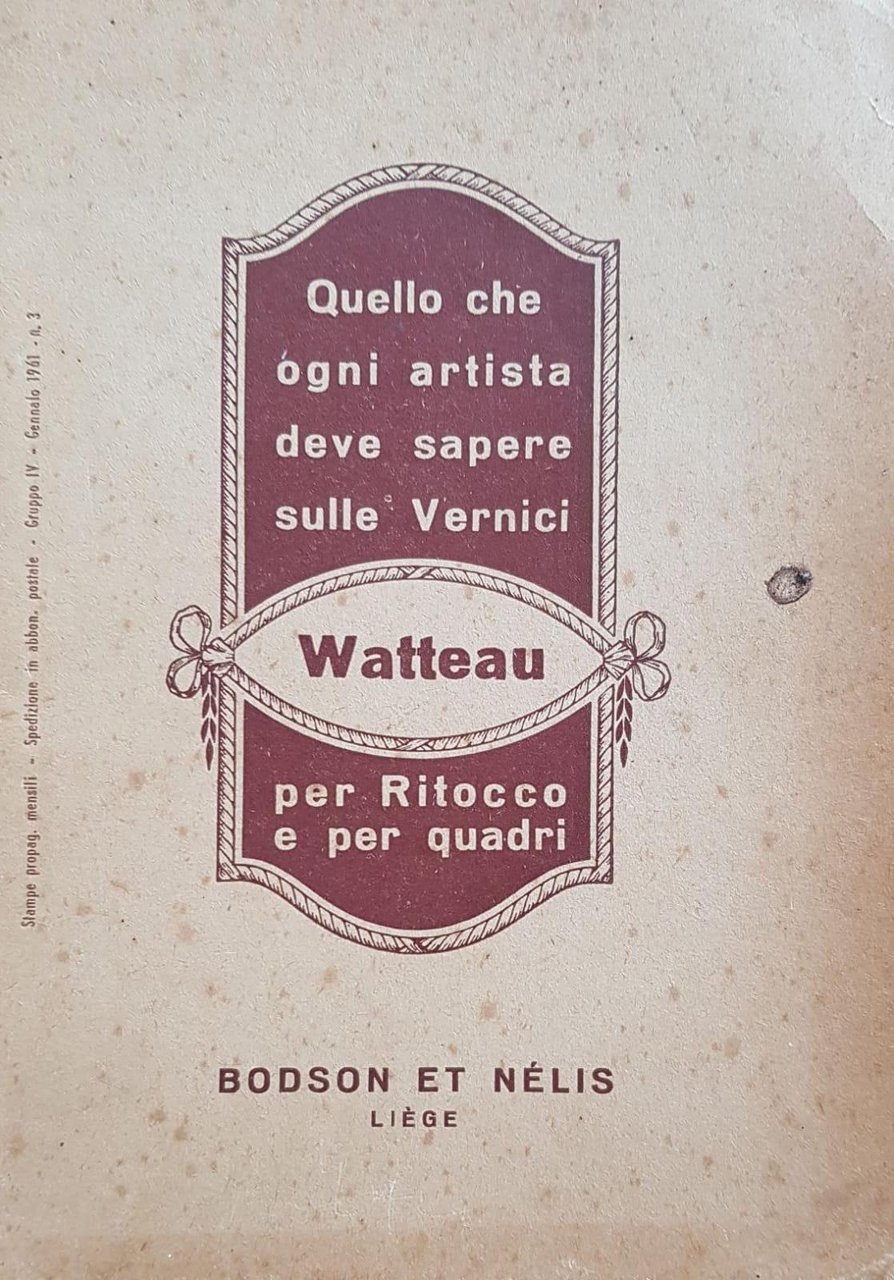 Quello che
ogni artista
deve sapere
sulle Vernici
Watteau
per Ritocco
e per quadri
BODSON ET NÉLIS
LIÈGE
Stampe propag. mensili - Spedizione in abbon. postale - Gruppo IV - Gennaio 1961 - n. 3